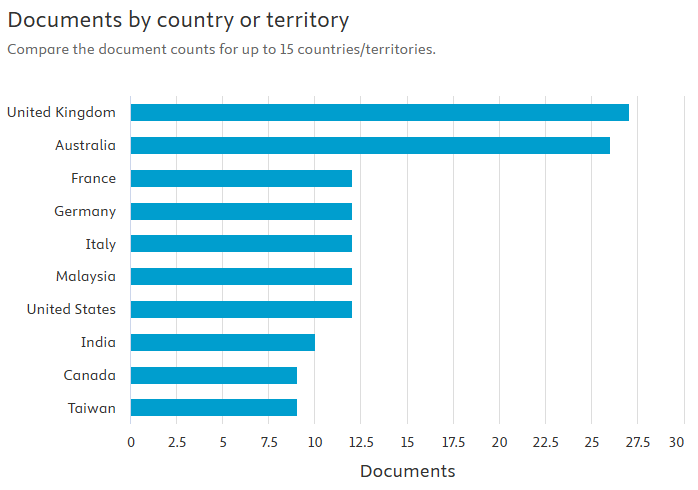 Documents by country or territory
Compare the document counts for up to 15 countries/territories.
United Kingdom
Australia
France
Germany
Italy
Malaysia
United States
India
Canada
Taiwan
0 2.5 5 7.5 10 12.5 15 17.5 20 22.5 25 27.5 30
Documents